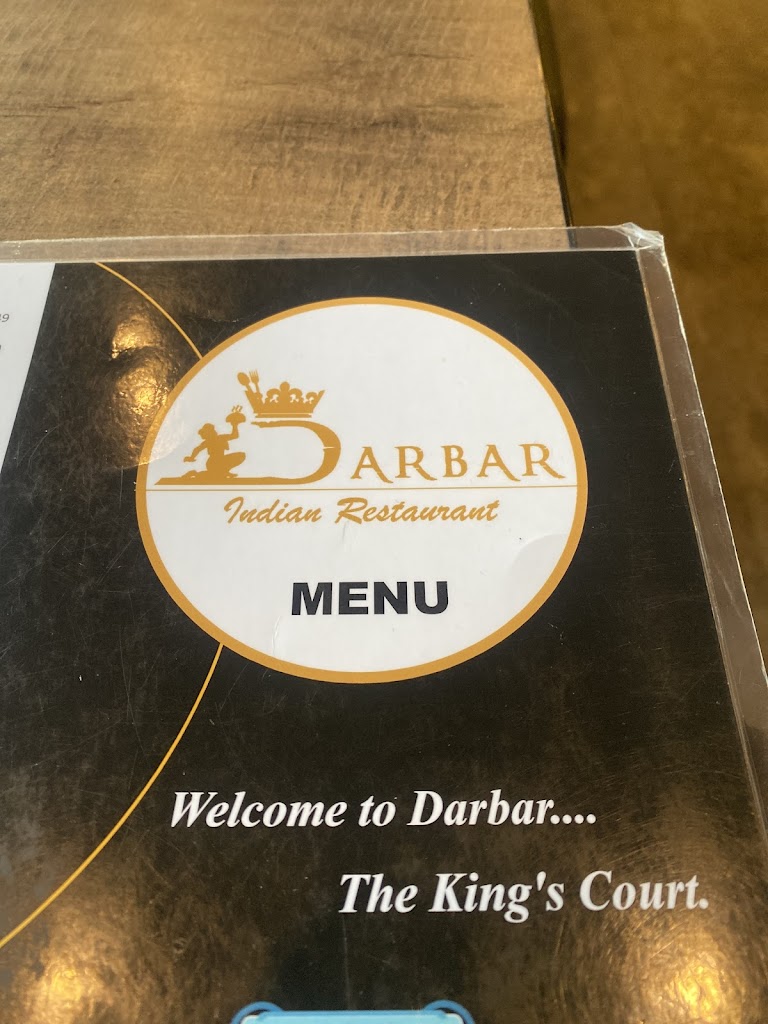 DARBAR
Indian Restaurant
MENU
Welcome to Darbar....
The King's Court.